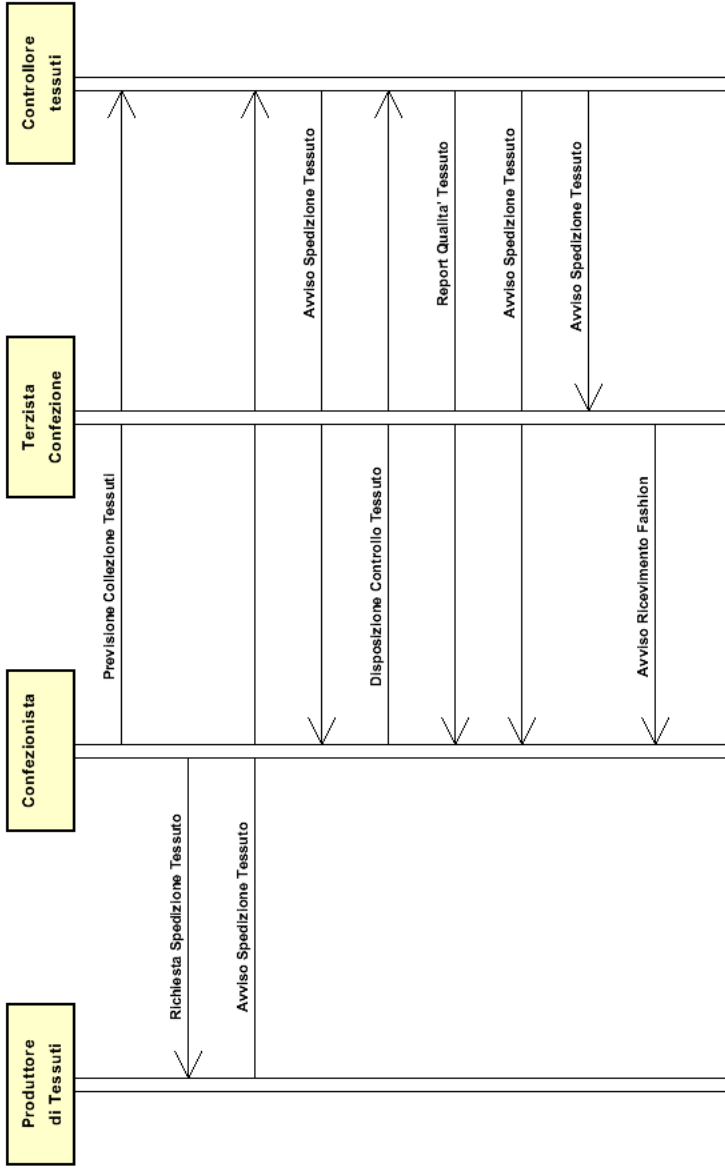 Produttore
di Tessuti
Confezionista
Terzista
Confezione
Controllore
tessuti
Previsione Collezione Tessuti
Richiesta Spedizione Tessuto
Avviso Spedizione Tessuto
Avviso Spedizione Tessuto
Disposizione Controllo Tessuto
Report Qualita' Tessuto
Avviso Spedizione Tessuto
Avviso Spedizione Tessuto
Avviso Ricevimento Fashion